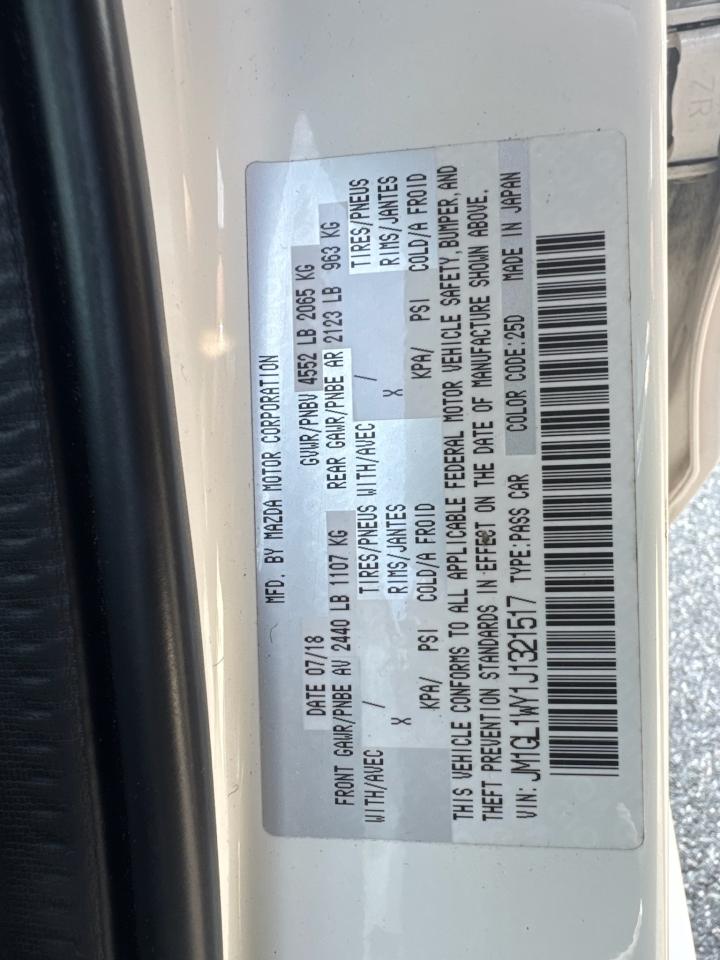 MFD. BY MAZDA MOTOR CORPORATION
DATE 07/18 GVWR/PNBV 4552 LB 2065 KG
FRONT GAWR/PNBE AV 2440 LB 1107 KG REAR GAWR/PNBE AR 2123 LB 963 KG
WITH/AVEC / TIRES/PNEUS WITH/AVEC / TIRES/PNEUS
X RIMS/JANTES X RIMS/JANTES
KPA/ PSI COLD/A FROID KPA/ PSI COLD/A FROID
THIS VEHICLE CONFORMS TO ALL APPLICABLE FEDERAL MOTOR VEHICLE SAFETY, BUMPER, AND
THEFT PREVENTION STANDARDS IN EFFECT ON THE DATE OF MANUFACTURE SHOWN ABOVE.
VIN: JM1GL1WY1J1321517 TYPE:PASS CAR COLOR CODE:25D MADE IN JAPAN
ZR